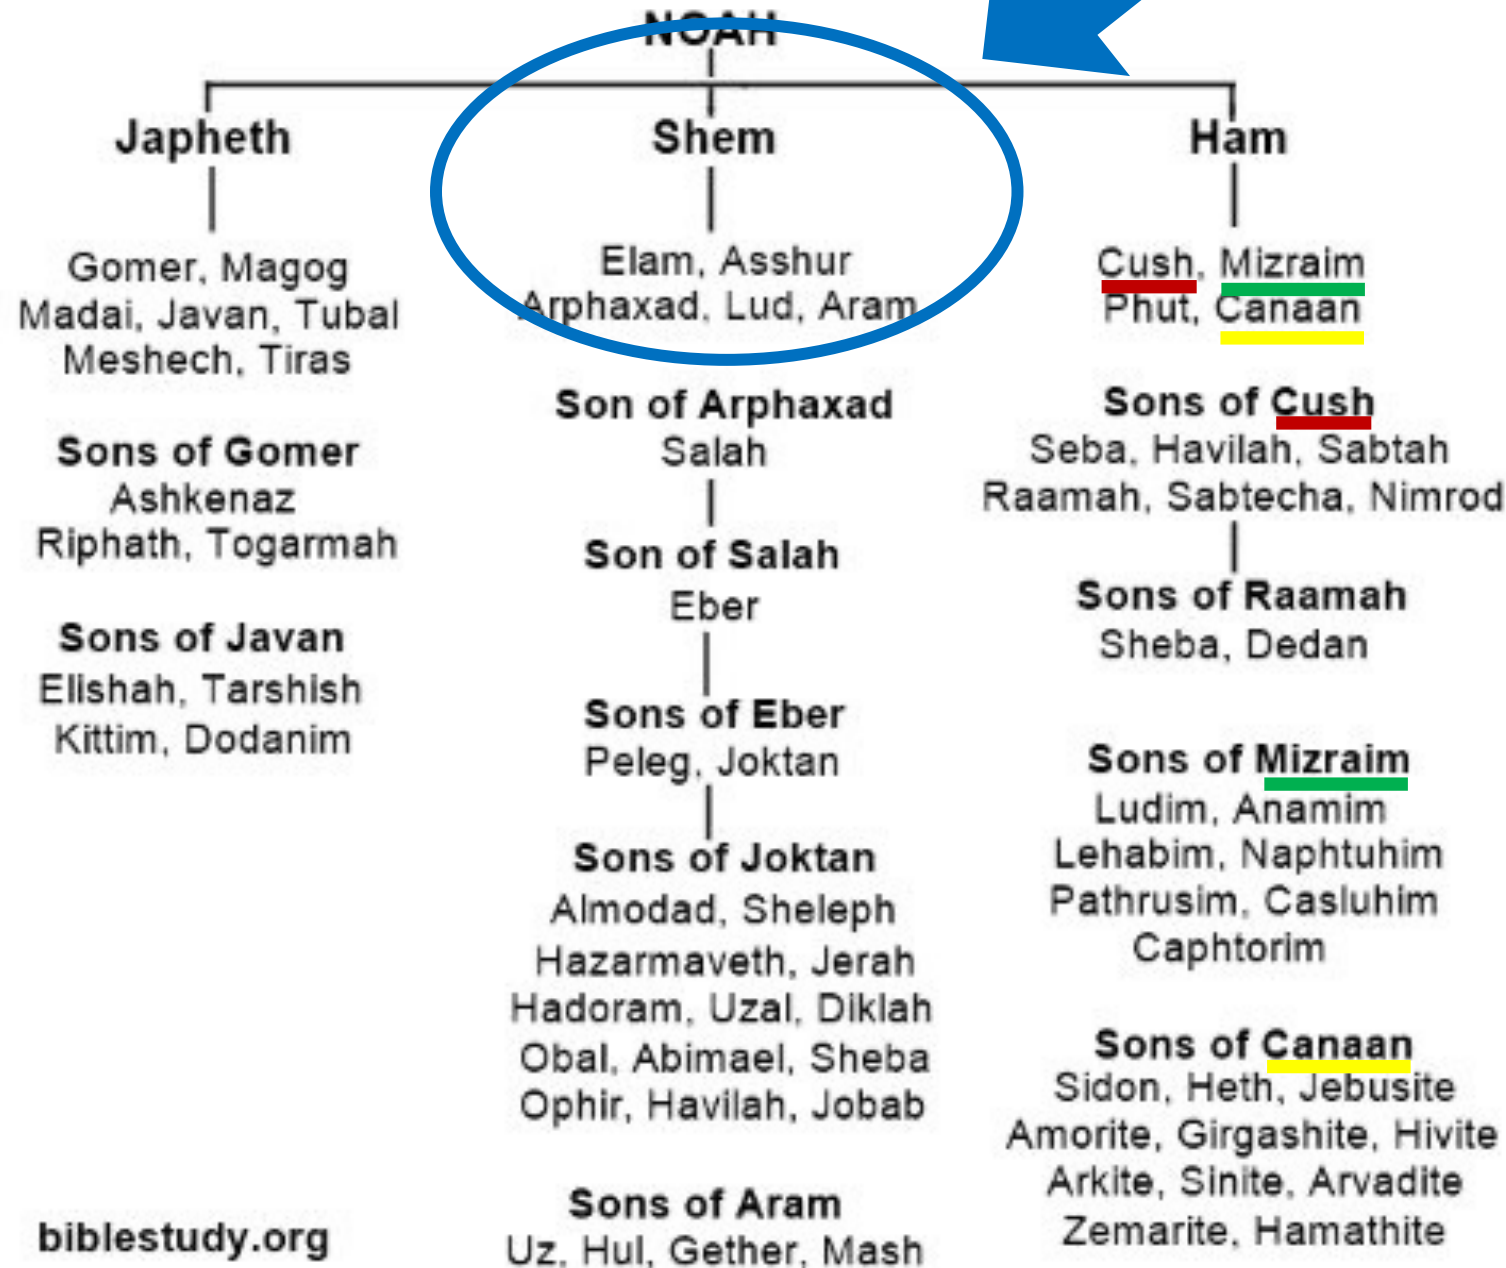 NOAH
Japheth
Gomer, Magog
Madai, Javan, Tubal
Meshech, Tiras
Sons of Gomer
Ashkenaz
Riphath, Togarmah
Sons of Javan
Elishah, Tarshish
Kittim, Dodanim
biblestudy.org
Shem
Elam, Asshur
Arphaxad, Lud, Aram
Son of Arphaxad
Salah
Son of Salah
Eber
Sons of Eber
Peleg, Joktan
Sons of Joktan
Almodad, Sheleph
Hazarmaveth, Jerah
Hadoram, Uzal, Diklah
Obal, Abimael, Sheba
Ophir, Havilah, Jobab
Sons of Aram
Uz, Hul, Gether, Mash
Ham
Cush, Mizraim
Phut, Canaan
Sons of Cush
Seba, Havilah, Sabtah
Raamah, Sabtecha, Nimrod
Sons of Raamah
Sheba, Dedan
Sons of Mizraim
Ludim, Anamim
Lehabim, Naphtuhim
Pathrusim, Casluhim
Caphtorim
Sons of Canaan
Sidon, Heth, Jebusite
Amorite, Girgashite, Hivite
Arkite, Sinite, Arvadite
Zemarite, Hamathite